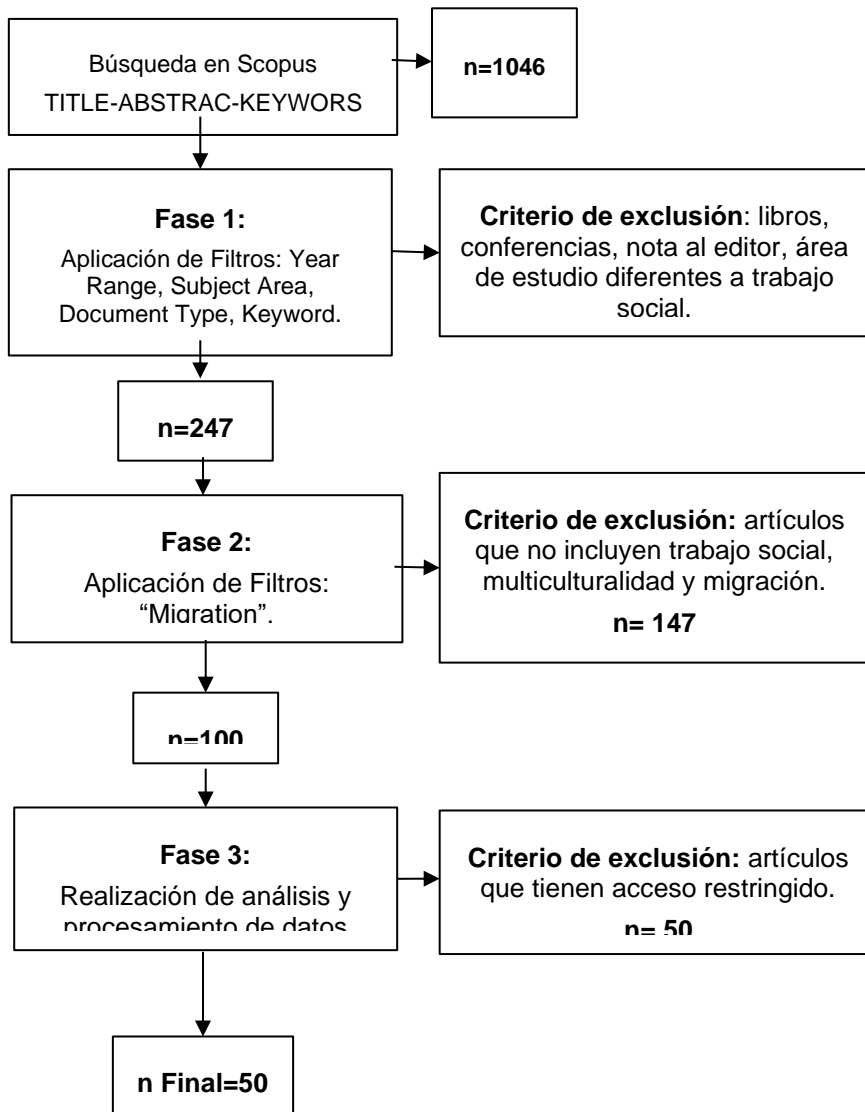 Búsqueda en Scopus
TITLE-ABSTRAC-KEYWORS
n=1046
Fase 1:
Aplicación de Filtros: Year
Range, Subject Area,
Document Type, Keyword.
Criterio de exclusión: libros,
conferencias, nota al editor, área
de estudio diferentes a trabajo
social.
n=247
Fase 2:
Aplicación de Filtros:
“Migration”.
Criterio de exclusión: artículos
que no incluyen trabajo social,
multiculturalidad y migración.
n= 147
n=100
Fase 3:
Realización de análisis y
procesamiento de datos
Criterio de exclusión: artículos
que tienen acceso restringido.
n= 50
n Final=50